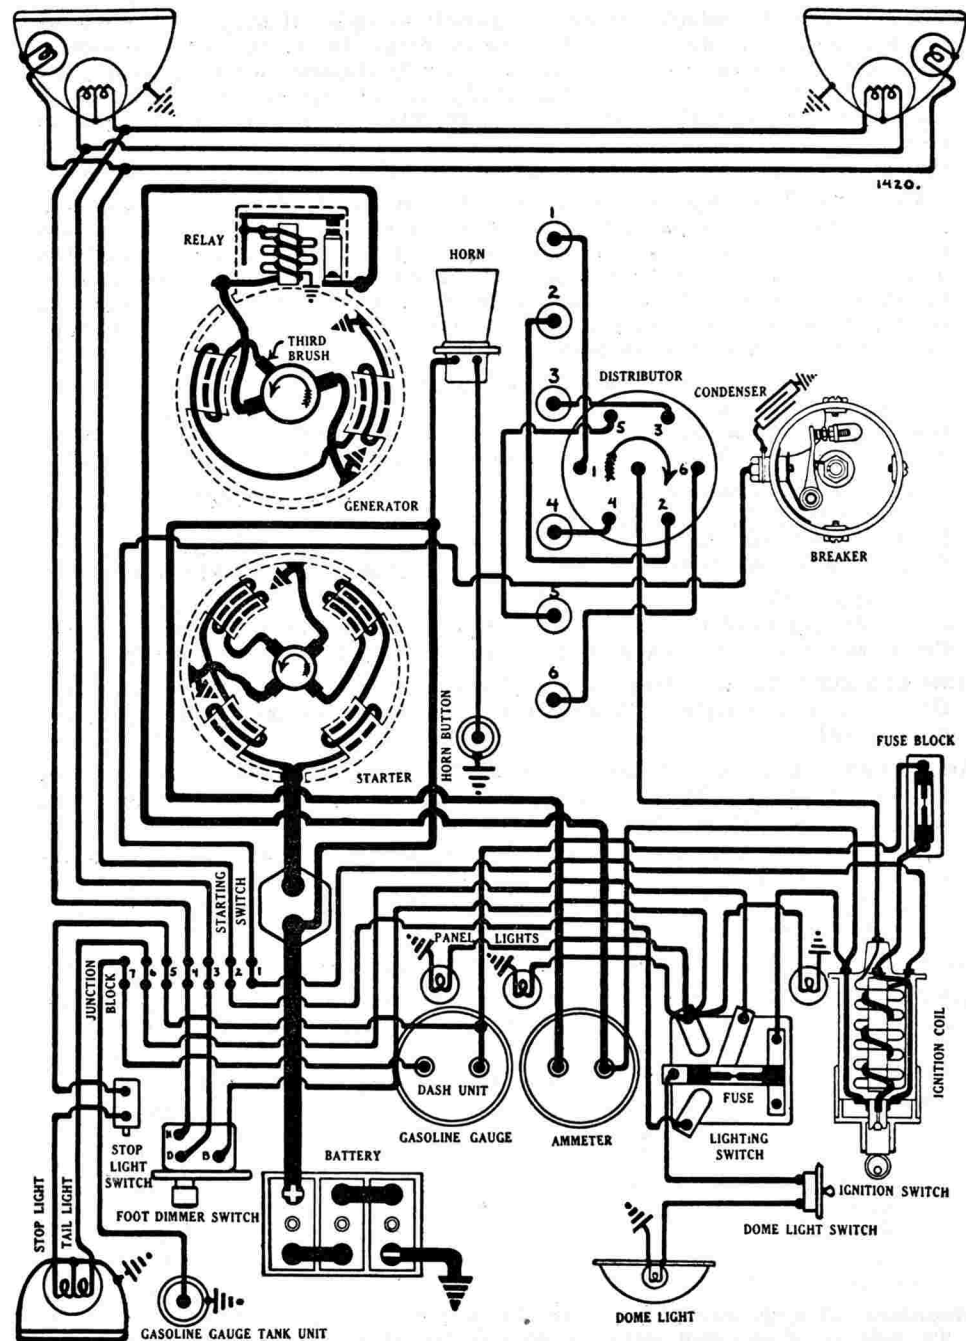 1420.
RELAY
HORN
1
THIRD
BRUSH
2
3
DISTRIBUTOR
CONDENSER
5
3
1
6
4
4
2
GENERATOR
BREAKER
5
6
HORN BUTTON
STARTER
FUSE BLOCK
STARTING
SWITCH
PANEL LIGHTS
JUNCTION
BLOCK
7 6 5 4 3 2 1
DASH UNIT
FUSE
IGNITION COIL
GASOLINE GAUGE
AMMETER
LIGHTING
SWITCH
STOP
LIGHT
SWITCH
H
D
B
BATTERY
FOOT DIMMER SWITCH
IGNITION SWITCH
DOME LIGHT SWITCH
STOP LIGHT
TAIL LIGHT
GASOLINE GAUGE TANK UNIT
DOME LIGHT